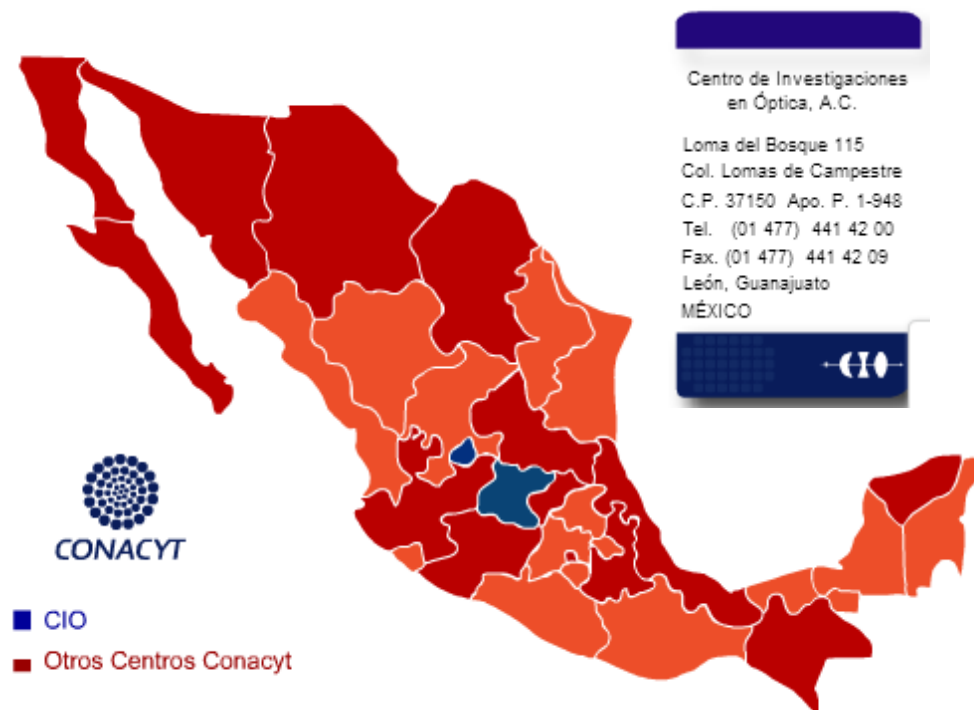 Centro de Investigaciones
en Óptica, A.C.
Loma del Bosque 115
Col. Lomas de Campestre
C.P. 37150 Apo. P. 1-948
Tel. (01 477) 441 42 00
Fax. (01 477) 441 42 09
León, Guanajuato
MÉXICO
CIO
CONACYT
CIO
Otros Centros Conacyt